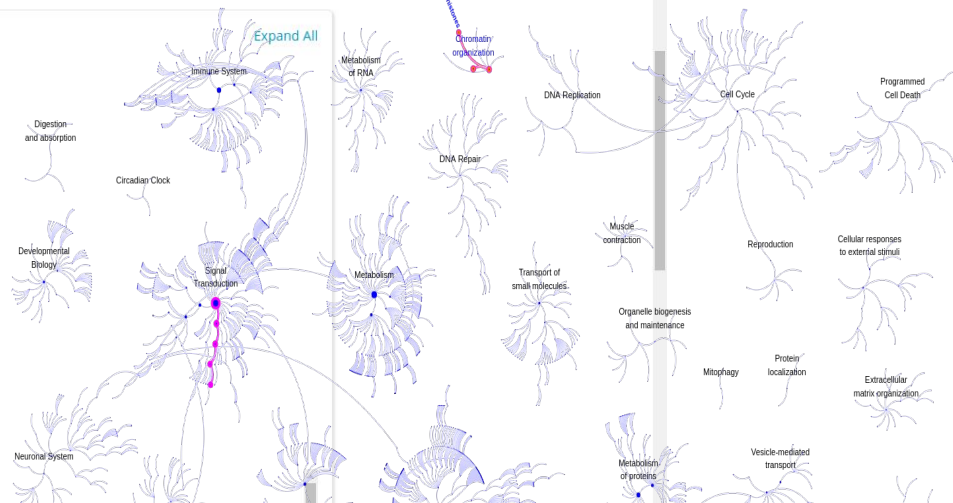 Expand All
Chromatin
organization
Immune System
Metabolism
of RNA
DNA Replication
Cell Cycle
Programmed
Cell Death
Digestion
and absorption
DNA Repair
Circadian Clock
Muscle
contraction
Developmental
Biology
Reproduction
Cellular responses
to external stimuli
Signal
Transduction
Metabolism
Transport of
small molecules
Organelle biogenesis
and maintenance
Mitophagy
Protein
localization
Extracellular
matrix organization
Neuronal System
Metabolism
of proteins
Vesicle-mediated
transport